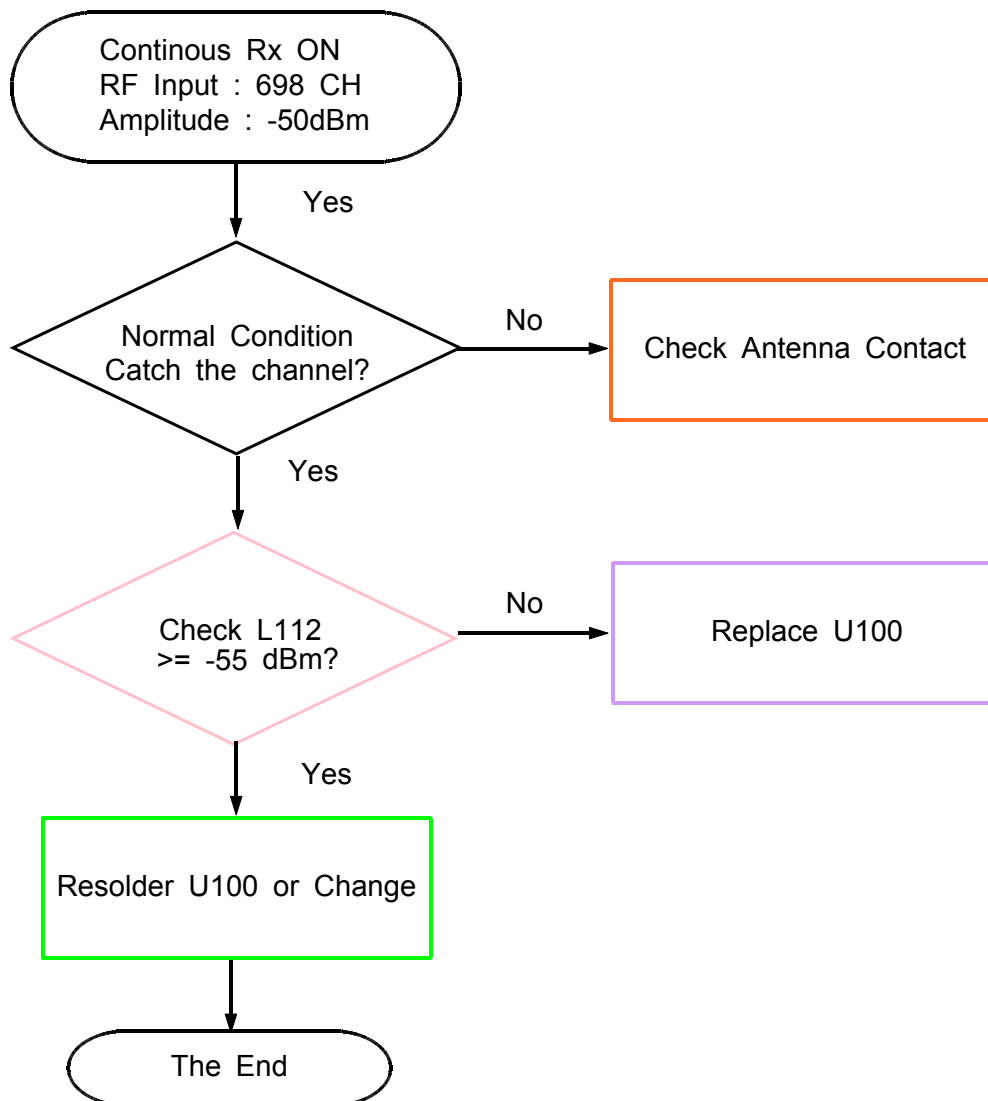 Continous Rx ON
RF Input : 698 CH
Amplitude : -50dBm
Yes
Normal Condition
Catch the channel?
No
Check Antenna Contact
Yes
Check L112
>= -55 dBm?
No
Replace U100
Yes
Resolder U100 or Change
The End